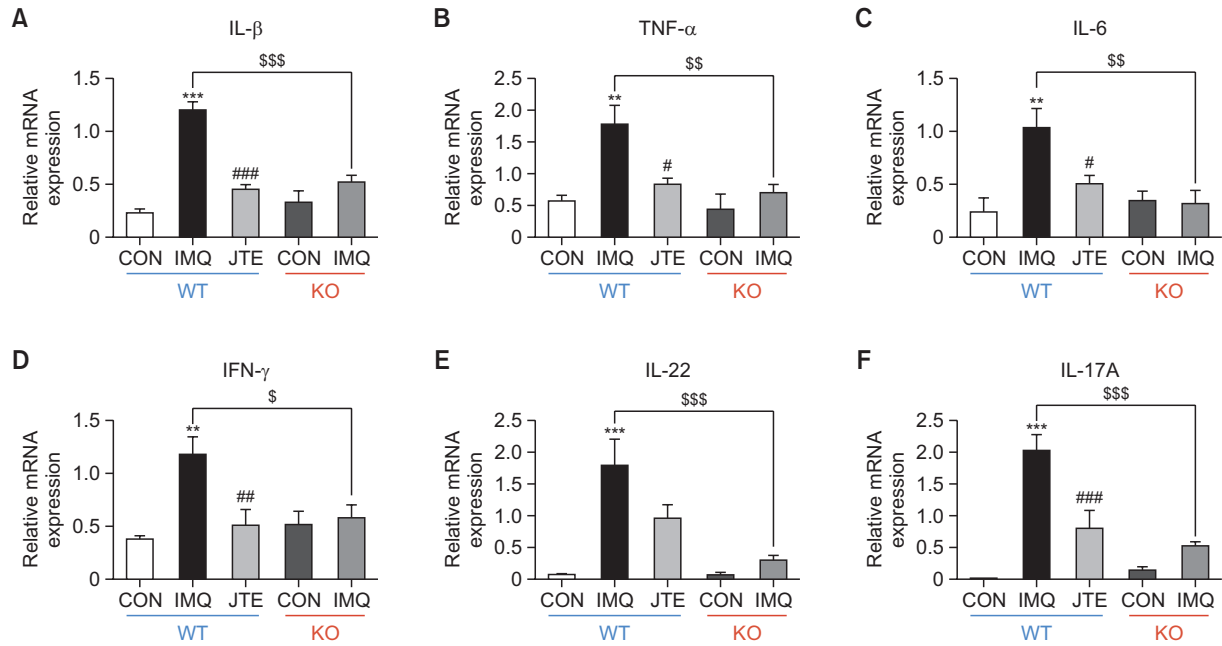 A
IL-β
$$$
Relative mRNA
expression
1.5
1.0
0.5
0
***
###
CON IMQ JTE CON IMQ
WT KO
B
TNF-α
$$
Relative mRNA
expression
2.5
2.0
1.5
1.0
0.5
0
**
#
CON IMQ JTE CON IMQ
WT KO
C
IL-6
$$
Relative mRNA
expression
1.5
1.0
0.5
0
**
#
CON IMQ JTE CON IMQ
WT KO
D
IFN-γ
$
Relative mRNA
expression
1.5
1.0
0.5
0
**
##
CON IMQ JTE CON IMQ
WT KO
E
IL-22
$$$
Relative mRNA
expression
2.5
2.0
1.5
1.0
0.5
0
***
CON IMQ JTE CON IMQ
WT KO
F
IL-17A
$$$
Relative mRNA
expression
2.5
2.0
1.5
1.0
0.5
0
***
###
CON IMQ JTE CON IMQ
WT KO